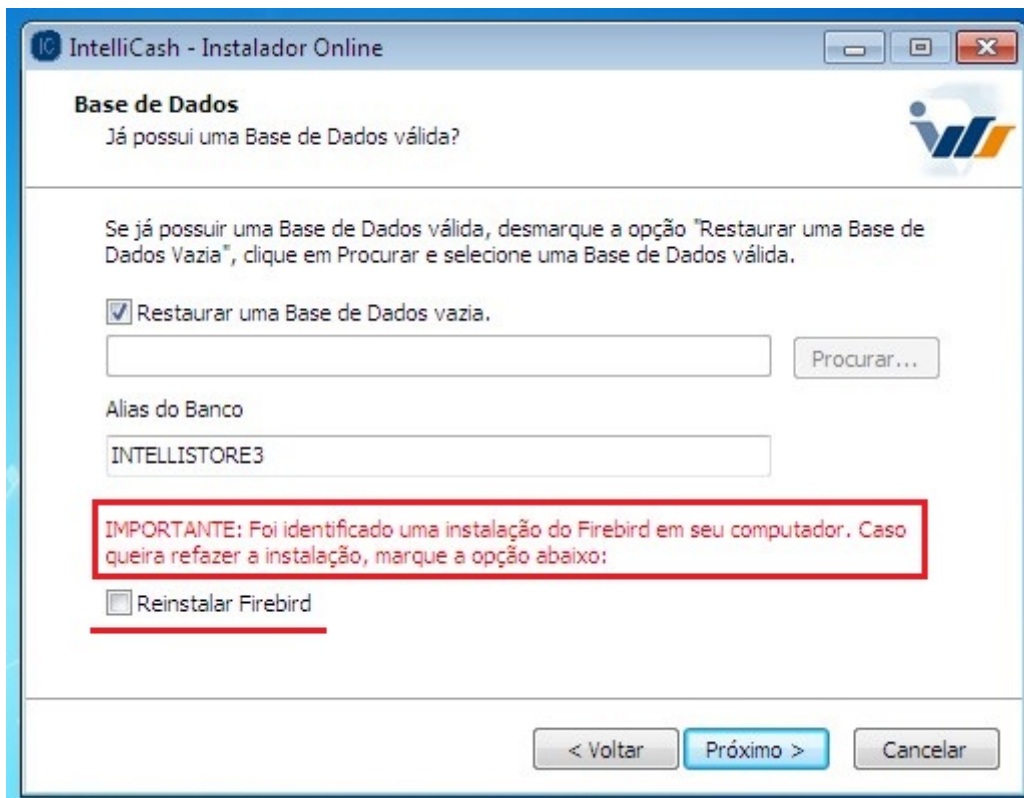 IntelliCash - Instalador Online
Base de Dados
Já possui uma Base de Dados válida?
Se já possuir uma Base de Dados válida, desmarque a opção "Restaurar uma Base de
Dados Vazia", clique em Procurar e selecione uma Base de Dados válida.
Restaurar uma Base de Dados vazia.
Procurar...
Alias do Banco
INTELLISTORE3
IMPORTANTE: Foi identificado uma instalação do Firebird em seu computador. Caso
queira refazer a instalação, marque a opção abaixo:
Reinstalar Firebird
< Voltar
Próximo >
Cancelar